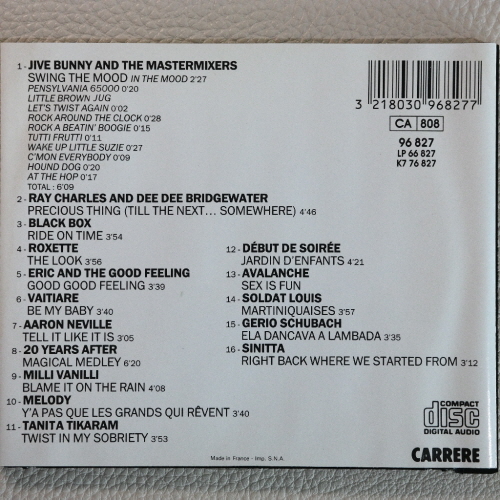 1 - JIVE BUNNY AND THE MASTERMIXERS
SWING THE MOOD IN THE MOOD 2'27
PENSYLVANIA 65000 0'20
LITTLE BROWN JUG
LET'S TWIST AGAIN 0'02
ROCK AROUND THE CLOCK 0'28
ROCK A BEATIN' BOOGIE 0'15
TUTTI FRUTTI 0'11
WAKE UP LITTLE SUZIE 0'27
C'MON EVERYBODY 0'09
HOUND DOG 0'20
AT THE HOP 0'17
TOTAL : 6'09
2 - RAY CHARLES AND DEE DEE BRIDGEWATER
PRECIOUS THING (TILL THE NEXT... SOMEWHERE) 4'46
3 - BLACK BOX
RIDE ON TIME 3'54
4 - ROXETTE
THE LOOK 3'56
5 - ERIC AND THE GOOD FEELING
GOOD GOOD FEELING 3'39
6 - VAITIARE
BE MY BABY 3'40
7 - AARON NEVILLE
TELL IT LIKE IT IS 3'05
8 - 20 YEARS AFTER
MAGICAL MEDLEY 6'20
9 - MILLI VANILLI
BLAME IT ON THE RAIN 4'08
10 - MELODY
Y'A PAS QUE LES GRANDS QUI RÊVENT 3'40
11 - TANITA TIKARAM
TWIST IN MY SOBRIETY 3'53
12 - DÉBUT DE SOIRÉE
JARDIN D'ENFANTS 4'21
13 - AVALANCHE
SEX IS FUN
14 - SOLDAT LOUIS
MARTINIQUAISES 3'57
15 - GERIO SCHUBACH
ELA DANCAVA A LAMBADA 3'35
16 - SINITTA
RIGHT BACK WHERE WE STARTED FROM 3'12
3 218030 968277
CA 808
96 827
LP 66 827
K7 76 827
COMPACT
disc
DIGITAL AUDIO
CARRERE
Made in France - Imp. S.N.A.